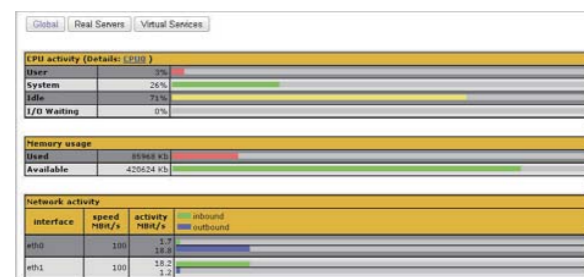 Global Real Servers Virtual Services
CPU activity (Details: CPU0 )
User 3%
System 26%
Idle 71%
I/O Waiting 0%
Memory usage
Used 85968 Kb
Available 420624 Kb
Network activity
interface speed MBit/s activity MBit/s inbound outbound
eth0 100 1.7 18.8
eth1 100 18.2 1.2